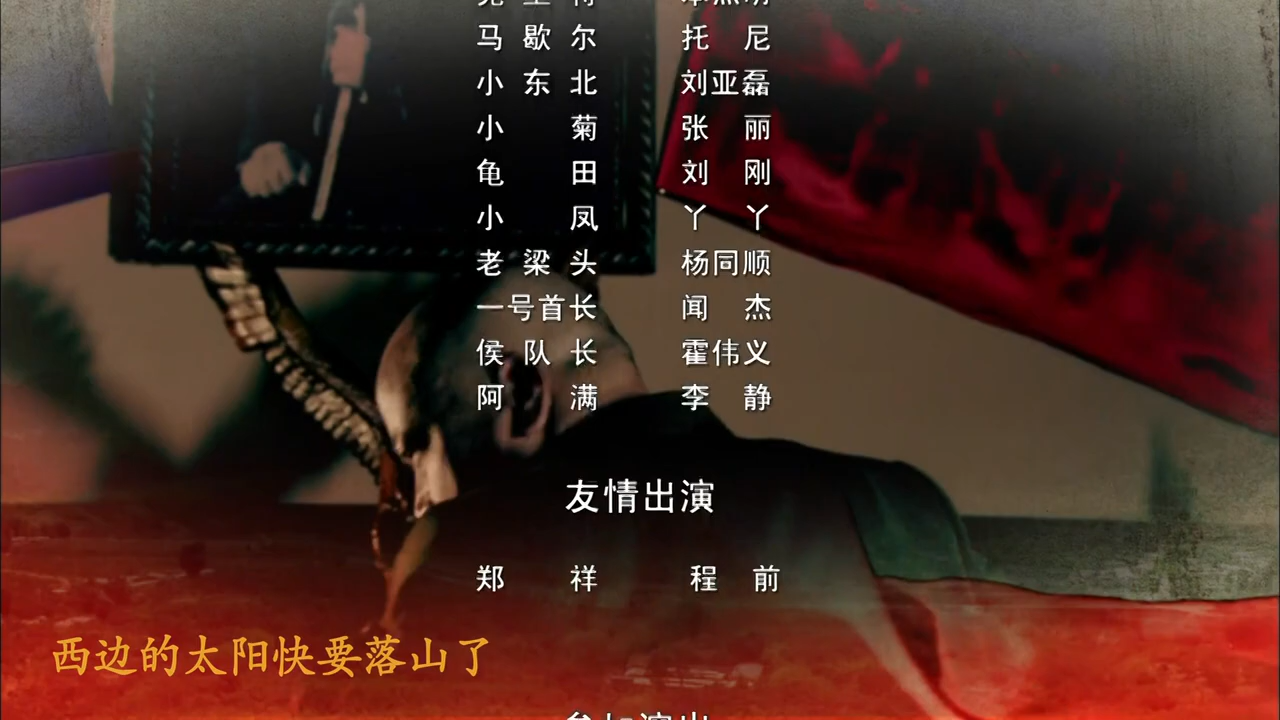 马歇尔 托尼
小东北 刘亚磊
小菊 张丽
龟田 刘刚
小凤 丫丫
老梁头 杨同顺
一号首长 闻杰
侯队长 霍伟义
阿满 李静
友情出演
郑祥 程前
西边的太阳快要落山了